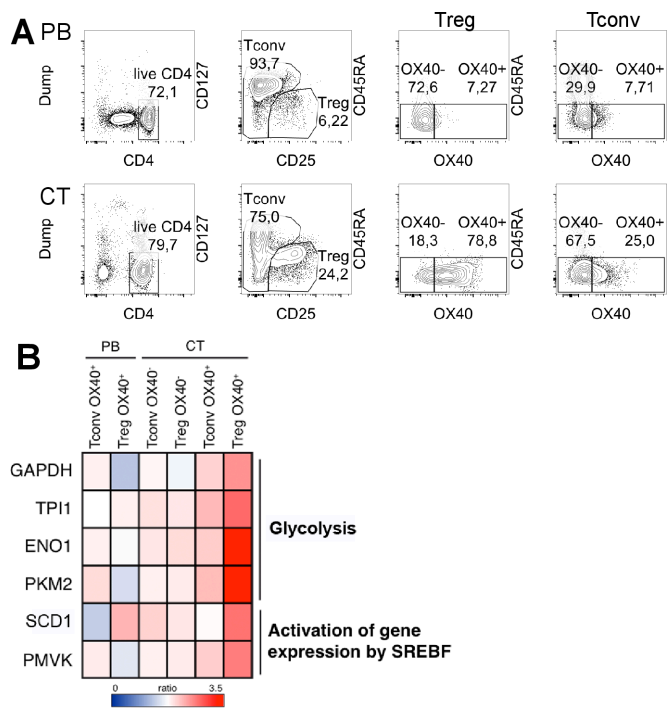 A
PB
Treg
Tconv
Dump
live CD4
72,1
CD4
CD127
Tconv
93,7
Treg
6,22
CD25
CD45RA
OX40-
72,6
OX40+
7,27
OX40
CD45RA
OX40-
29,9
OX40+
7,71
OX40
CT
Dump
live CD4
79,7
CD4
CD127
Tconv
75,0
Treg
24,2
CD25
CD45RA
OX40-
18,3
OX40+
78,8
OX40
CD45RA
OX40-
67,5
OX40+
25,0
OX40
B
PB
CT
Tconv OX40⁺
Treg OX40⁺
Tconv OX40⁻
Treg OX40⁻
Tconv OX40⁺
Treg OX40⁺
GAPDH
TPI1
ENO1
PKM2
SCD1
PMVK
Glycolysis
Activation of gene
expression by SREBF
0 ratio 3.5